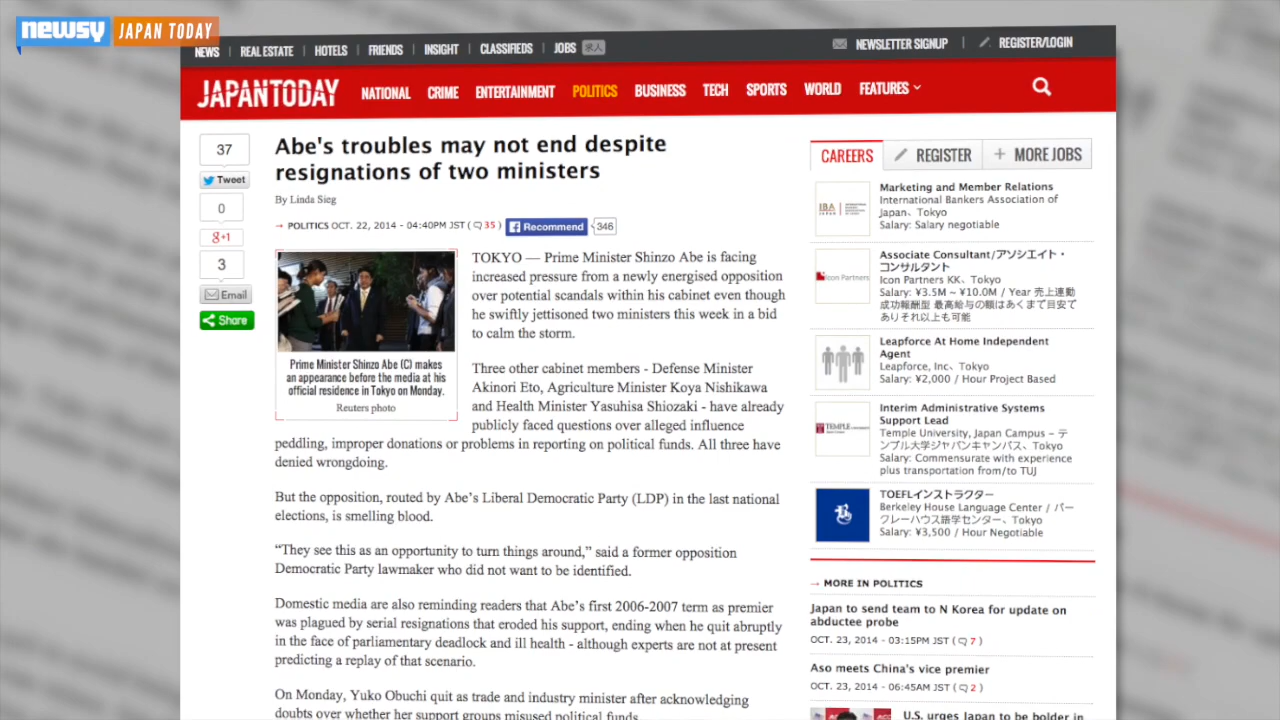 newsy JAPAN TODAY
NEWS | REAL ESTATE | HOTELS | FRIENDS | INSIGHT | CLASSIFIEDS | JOBS 求人
NEWSLETTER SIGNUP | REGISTER/LOGIN
JAPANTODAY NATIONAL CRIME ENTERTAINMENT POLITICS BUSINESS TECH SPORTS WORLD FEATURES
37
Tweet
0
g+1
3
Email
Share
Abe's troubles may not end despite
resignations of two ministers
By Linda Sieg
→ POLITICS OCT. 22, 2014 - 04:40PM JST ( 35 ) Recommend 346
Prime Minister Shinzo Abe (C) makes
an appearance before the media at his
official residence in Tokyo on Monday.
Reuters photo
TOKYO — Prime Minister Shinzo Abe is facing
increased pressure from a newly energised opposition
over potential scandals within his cabinet even though
he swiftly jettisoned two ministers this week in a bid
to calm the storm.
Three other cabinet members - Defense Minister
Akinori Eto, Agriculture Minister Koya Nishikawa
and Health Minister Yasuhisa Shiozaki - have already
publicly faced questions over alleged influence
peddling, improper donations or problems in reporting on political funds. All three have
denied wrongdoing.
But the opposition, routed by Abe's Liberal Democratic Party (LDP) in the last national
elections, is smelling blood.
“They see this as an opportunity to turn things around,” said a former opposition
Democratic Party lawmaker who did not want to be identified.
Domestic media are also reminding readers that Abe's first 2006-2007 term as premier
was plagued by serial resignations that eroded his support, ending when he quit abruptly
in the face of parliamentary deadlock and ill health - although experts are not at present
predicting a replay of that scenario.
On Monday, Yuko Obuchi quit as trade and industry minister after acknowledging
doubts over whether her support groups misused political funds.
CAREERS REGISTER + MORE JOBS
IBA JAPAN
Marketing and Member Relations
International Bankers Association of
Japan、Tokyo
Salary: Salary negotiable
Icon Partners
Associate Consultant/アソシエイト・
コンサルタント
Icon Partners KK、Tokyo
Salary: ¥3.5M ~ ¥10.0M / Year 売上連動
成功報酬型 最高給与の額はあくまで目安で
ありそれ以上も可能
Leapforce At Home Independent
Agent
Leapforce, Inc、Tokyo
Salary: ¥2,000 / Hour Project Based
TEMPLE
Interim Administrative Systems
Support Lead
Temple University, Japan Campus – テ
ンプル大学ジャパンキャンパス、Tokyo
Salary: Commensurate with experience
plus transportation from/to TUJ
TOEFLインストラクター
Berkeley House Language Center / バー
クレーハウス語学センター、Tokyo
Salary: ¥3,500 / Hour Negotiable
→ MORE IN POLITICS
Japan to send team to N Korea for update on
abductee probe
OCT. 23, 2014 - 03:15PM JST ( 7 )
Aso meets China's vice premier
OCT. 23, 2014 - 06:45AM JST ( 2 )
U.S. urges Japan to be bolder in